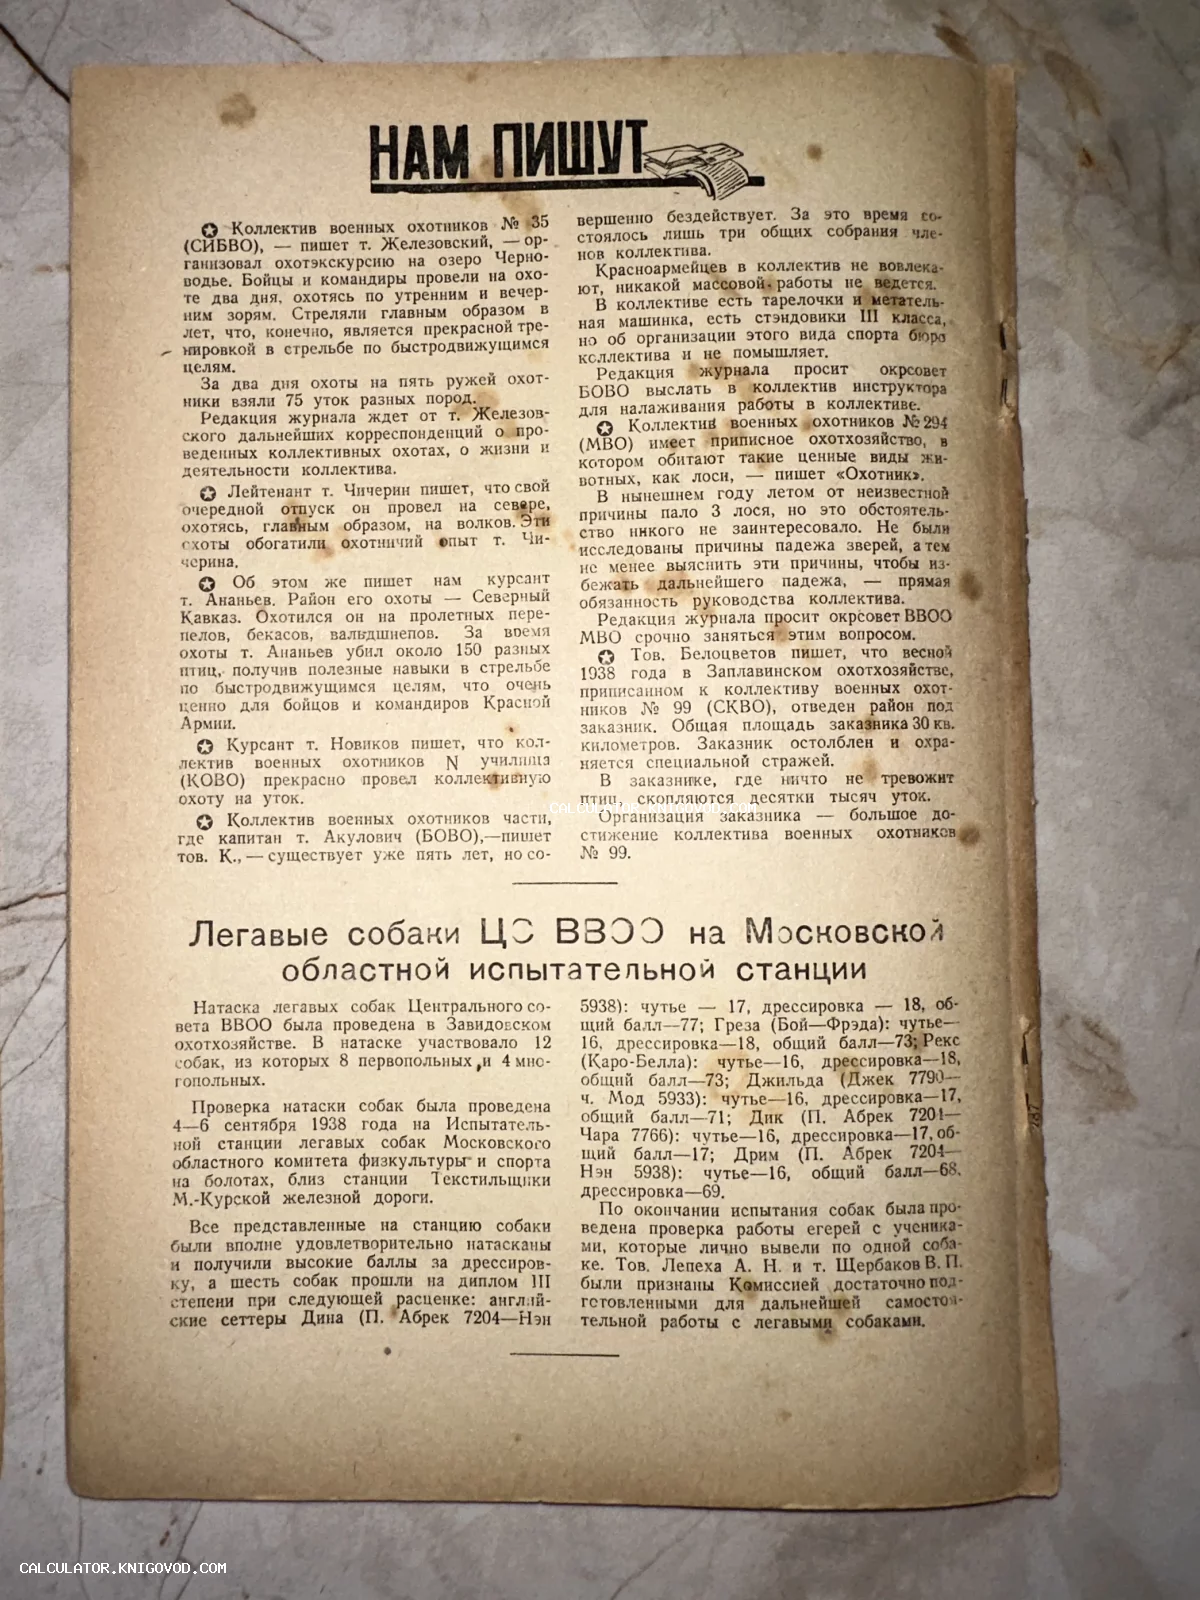 НАМ ПИШУТ
Коллектив военных охотников № 35
(СИБВО), — пишет т. Железовский, — ор-
ганизовал охотэкскурсию на озеро Черно-
водье. Бойцы и командиры провели на охо-
те два дня, охотясь по утренним и вечер-
ним зорям. Стреляли главным образом в
лет, что, конечно, является прекрасной тре-
нировкой в стрельбе по быстродвижущимся
целям.
За два дня охоты на пять ружей охот-
ники взяли 75 уток разных пород.
Редакция журнала ждет от т. Железов-
ского дальнейших корреспонденций о про-
веденных коллективных охотах, о жизни и
деятельности коллектива.
Лейтенант т. Чичерин пишет, что свой
очередной отпуск он провел на севере,
охотясь, главным образом, на волков. Эти
охоты обогатили охотничий опыт т. Чи-
черина.
Об этом же пишет нам курсант
т. Ананьев. Район его охоты — Северный
Кавказ. Охотился он на пролетных пере-
пелов, бекасов, вальдшнепов. За время
охоты т. Ананьев убил около 150 разных
птиц, получив полезные навыки в стрельбе
по быстродвижущимся целям, что очень
ценно для бойцов и командиров Красной
Армии.
Курсант т. Новиков пишет, что кол-
лектив военных охотников N училища
(КОВО) прекрасно провел коллективную
охоту на уток.
Коллектив военных охотников части,
где капитан т. Акулович (БОВО),—пишет
тов. К., — существует уже пять лет, но со-
вершенно бездействует. За это время со-
стоялось лишь три общих собрания чле-
нов коллектива.
Красноармейцев в коллектив не вовлека-
ют, никакой массовой работы не ведется.
В коллективе есть тарелочки и метатель-
ная машинка, есть стэндовики III класса,
но об организации этого вида спорта бюро
коллектива и не помышляет.
Редакция журнала просит окрсовет
БОВО выслать в коллектив инструктора
для налаживания работы в коллективе.
Коллектив военных охотников № 294
(МВО) имеет приписное охотхозяйство, в
котором обитают такие ценные виды жи-
вотных, как лоси, — пишет «Охотник».
В нынешнем году летом от неизвестной
причины пало 3 лося, но это обстоятель-
ство никого не заинтересовало. Не были
исследованы причины падежа зверей, а тем
не менее выяснить эти причины, чтобы из-
бежать дальнейшего падежа, — прямая
обязанность руководства коллектива.
Редакция журнала просит окрсовет ВВОО
МВО срочно заняться этим вопросом.
Тов. Белоцветов пишет, что весной
1938 года в Заплавинском охотхозяйстве,
приписанном к коллективу военных охот-
ников № 99 (СКВО), отведен район под
заказник. Общая площадь заказника 30 кв.
километров. Заказник остолблен и охра-
няется специальной стражей.
В заказнике, где ничто не тревожит
птиц, скопляются десятки тысяч уток.
CALCULATOR.KNIGOVOD.COM
Организация заказника — большое до-
стижение коллектива военных охотников
№ 99.
Легавые собаки ЦС ВВОО на Московской
областной испытательной станции
Натаска легавых собак Центрального со-
вета ВВОО была проведена в Завидовском
охотхозяйстве. В натаске участвовало 12
собак, из которых 8 первопольных и 4 мно-
гопольных.
Проверка натаски собак была проведена
4—6 сентября 1938 года на Испытатель-
ной станции легавых собак Московского
областного комитета физкультуры и спорта
на болотах, близ станции Текстильщики
М.-Курской железной дороги.
Все представленные на станцию собаки
были вполне удовлетворительно натасканы
и получили высокие баллы за дрессиров-
ку, а шесть собак прошли на диплом III
степени при следующей расценке: англий-
ские сеттеры Дина (П. Абрек 7204—Нэн
5938): чутье — 17, дрессировка — 18, об-
щий балл—77; Греза (Бой—Фрэда): чутье—
16, дрессировка—18, общий балл—73; Рекс
(Каро-Белла): чутье—16, дрессировка—18,
общий балл—73; Джильда (Джек 7790—
ч. Мод 5933): чутье—16, дрессировка—17,
общий балл—71; Дик (П. Абрек 7204—
Чара 7766): чутье—16, дрессировка—17, об-
щий балл—17; Дрим (П. Абрек 7204—
Нэн 5938): чутье—16, общий балл—68,
дрессировка—69.
По окончании испытания собак была про-
ведена проверка работы егерей с ученика-
ми, которые лично вывели по одной соба-
ке. Тов. Лепеха А. Н. и т. Щербаков В. П.
были признаны Комиссией достаточно под-
готовленными для дальнейшей самостоя-
тельной работы с легавыми собаками.
CALCULATOR.KNIGOVOD.COM